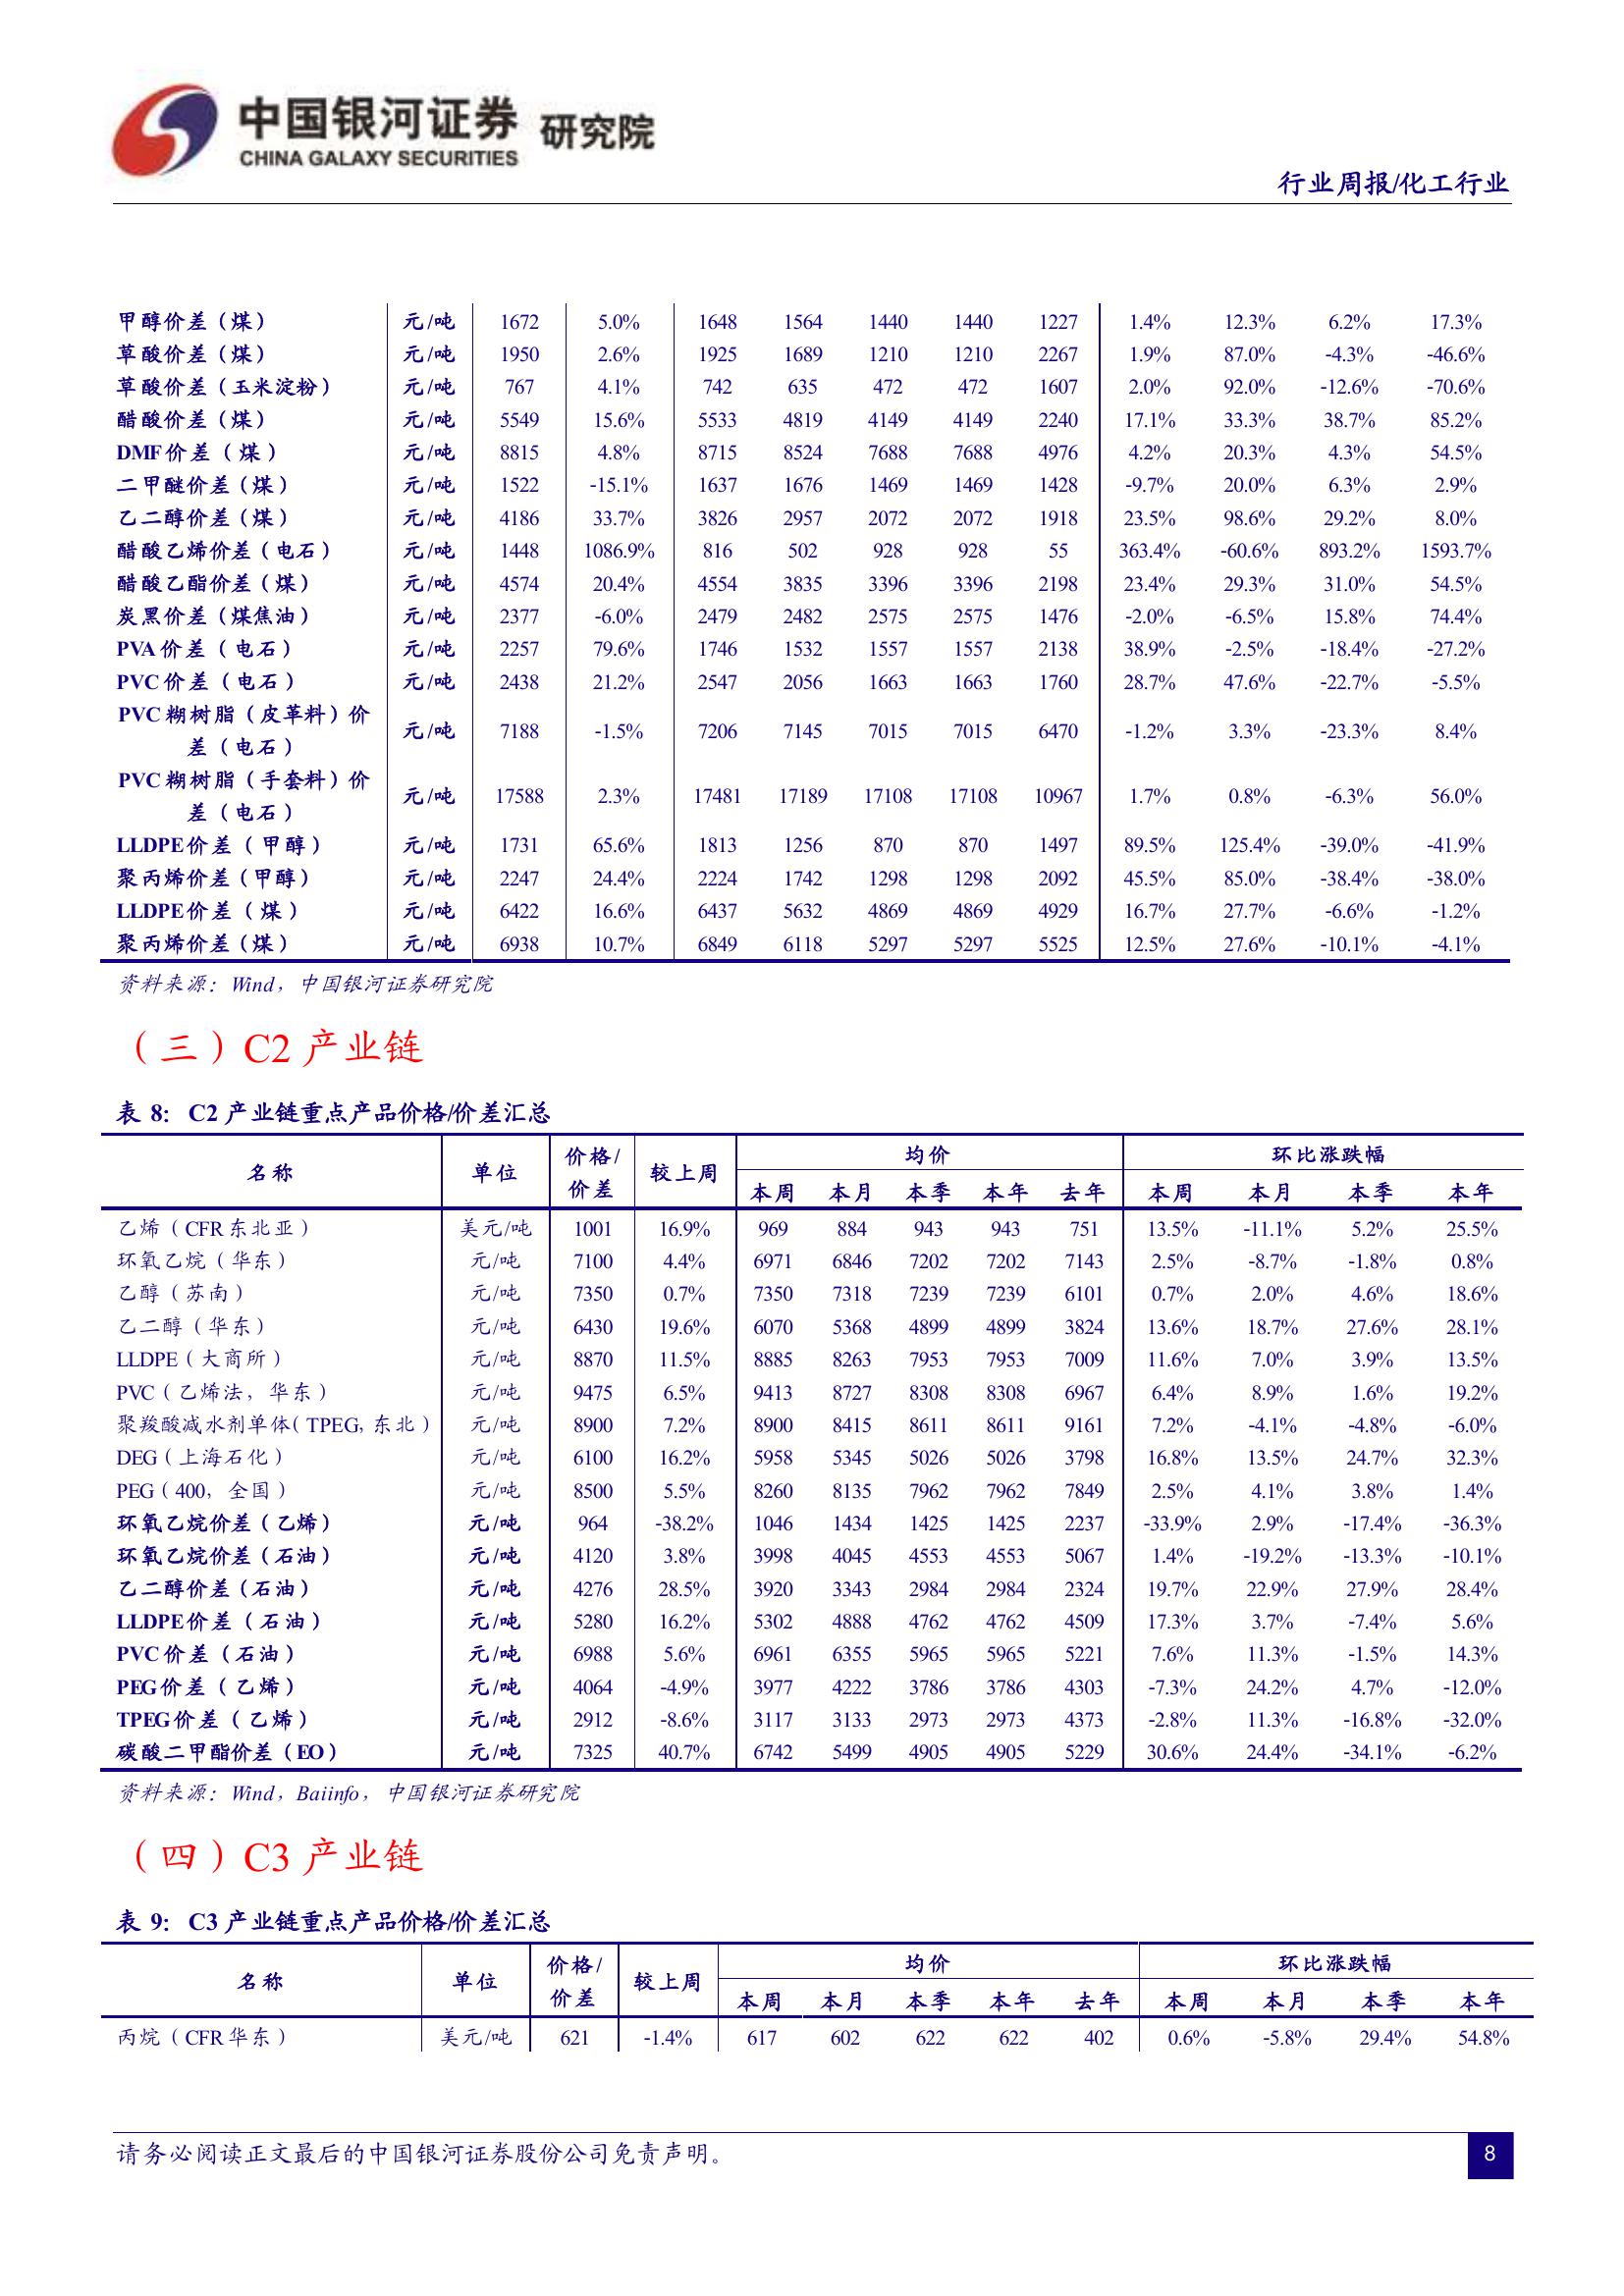 中国银河证券 研究院
CHINA GALAXY SECURITIES
行业周报/化工行业
甲醇价差（煤） 元/吨 1672 5.0% 1648 1564 1440 1440 1227 1.4% 12.3% 6.2% 17.3%
草酸价差（煤） 元/吨 1950 2.6% 1925 1689 1210 1210 2267 1.9% 87.0% -4.3% -46.6%
草酸价差（玉米淀粉） 元/吨 767 4.1% 742 635 472 472 1607 2.0% 92.0% -12.6% -70.6%
醋酸价差（煤） 元/吨 5549 15.6% 5533 4819 4149 4149 2240 17.1% 33.3% 38.7% 85.2%
DMF价差（煤） 元/吨 8815 4.8% 8715 8524 7688 7688 4976 4.2% 20.3% 4.3% 54.5%
二甲醚价差（煤） 元/吨 1522 -15.1% 1637 1676 1469 1469 1428 -9.7% 20.0% 6.3% 2.9%
乙二醇价差（煤） 元/吨 4186 33.7% 3826 2957 2072 2072 1918 23.5% 98.6% 29.2% 8.0%
醋酸乙烯价差（电石） 元/吨 1448 1086.9% 816 502 928 928 55 363.4% -60.6% 893.2% 1593.7%
醋酸乙酯价差（煤） 元/吨 4574 20.4% 4554 3835 3396 3396 2198 23.4% 29.3% 31.0% 54.5%
炭黑价差（煤焦油） 元/吨 2377 -6.0% 2479 2482 2575 2575 1476 -2.0% -6.5% 15.8% 74.4%
PVA价差（电石） 元/吨 2257 79.6% 1746 1532 1557 1557 2138 38.9% -2.5% -18.4% -27.2%
PVC价差（电石） 元/吨 2438 21.2% 2547 2056 1663 1663 1760 28.7% 47.6% -22.7% -5.5%
PVC糊树脂（皮革料）价
差（电石） 元/吨 7188 -1.5% 7206 7145 7015 7015 6470 -1.2% 3.3% -23.3% 8.4%
PVC糊树脂（手套料）价
差（电石） 元/吨 17588 2.3% 17481 17189 17108 17108 10967 1.7% 0.8% -6.3% 56.0%
LLDPE价差（甲醇） 元/吨 1731 65.6% 1813 1256 870 870 1497 89.5% 125.4% -39.0% -41.9%
聚丙烯价差（甲醇） 元/吨 2247 24.4% 2224 1742 1298 1298 2092 45.5% 85.0% -38.4% -38.0%
LLDPE价差（煤） 元/吨 6422 16.6% 6437 5632 4869 4869 4929 16.7% 27.7% -6.6% -1.2%
聚丙烯价差（煤） 元/吨 6938 10.7% 6849 6118 5297 5297 5525 12.5% 27.6% -10.1% -4.1%
资料来源：Wind，中国银河证券研究院
（三）C2 产业链
表 8： C2 产业链重点产品价格/价差汇总
名称 单位 价格/ 较上周 均价 环比涨跌幅
价差 本周 本月 本季 本年 去年 本周 本月 本季 本年
乙烯（CFR东北亚） 美元/吨 1001 16.9% 969 884 943 943 751 13.5% -11.1% 5.2% 25.5%
环氧乙烷（华东） 元/吨 7100 4.4% 6971 6846 7202 7202 7143 2.5% -8.7% -1.8% 0.8%
乙醇（苏南） 元/吨 7350 0.7% 7350 7318 7239 7239 6101 0.7% 2.0% 4.6% 18.6%
乙二醇（华东） 元/吨 6430 19.6% 6070 5368 4899 4899 3824 13.6% 18.7% 27.6% 28.1%
LLDPE（大商所） 元/吨 8870 11.5% 8885 8263 7953 7953 7009 11.6% 7.0% 3.9% 13.5%
PVC（乙烯法，华东） 元/吨 9475 6.5% 9413 8727 8308 8308 6967 6.4% 8.9% 1.6% 19.2%
聚羧酸减水剂单体（TPEG，东北） 元/吨 8900 7.2% 8900 8415 8611 8611 9161 7.2% -4.1% -4.8% -6.0%
DEG（上海石化） 元/吨 6100 16.2% 5958 5345 5026 5026 3798 16.8% 13.5% 24.7% 32.3%
PEG（400，全国） 元/吨 8500 5.5% 8260 8135 7962 7962 7849 2.5% 4.1% 3.8% 1.4%
环氧乙烷价差（乙烯） 元/吨 964 -38.2% 1046 1434 1425 1425 2237 -33.9% 2.9% -17.4% -36.3%
环氧乙烷价差（石油） 元/吨 4120 3.8% 3998 4045 4553 4553 5067 1.4% -19.2% -13.3% -10.1%
乙二醇价差（石油） 元/吨 4276 28.5% 3920 3343 2984 2984 2324 19.7% 22.9% 27.9% 28.4%
LLDPE价差（石油） 元/吨 5280 16.2% 5302 4888 4762 4762 4509 17.3% 3.7% -7.4% 5.6%
PVC价差（石油） 元/吨 6988 5.6% 6961 6355 5965 5965 5221 7.6% 11.3% -1.5% 14.3%
PEG价差（乙烯） 元/吨 4064 -4.9% 3977 4222 3786 3786 4303 -7.3% 24.2% 4.7% -12.0%
TPEG价差（乙烯） 元/吨 2912 -8.6% 3117 3133 2973 2973 4373 -2.8% 11.3% -16.8% -32.0%
碳酸二甲酯价差（EO） 元/吨 7325 40.7% 6742 5499 4905 4905 5229 30.6% 24.4% -34.1% -6.2%
资料来源：Wind，Baiinfo，中国银河证券研究院
（四）C3 产业链
表 9： C3 产业链重点产品价格/价差汇总
名称 单位 价格/ 较上周 均价 环比涨跌幅
价差 本周 本月 本季 本年 去年 本周 本月 本季 本年
丙烷（CFR华东） 美元/吨 621 -1.4% 617 602 622 622 402 0.6% -5.8% 29.4% 54.8%
请务必阅读正文最后的中国银河证券股份公司免责声明。
8